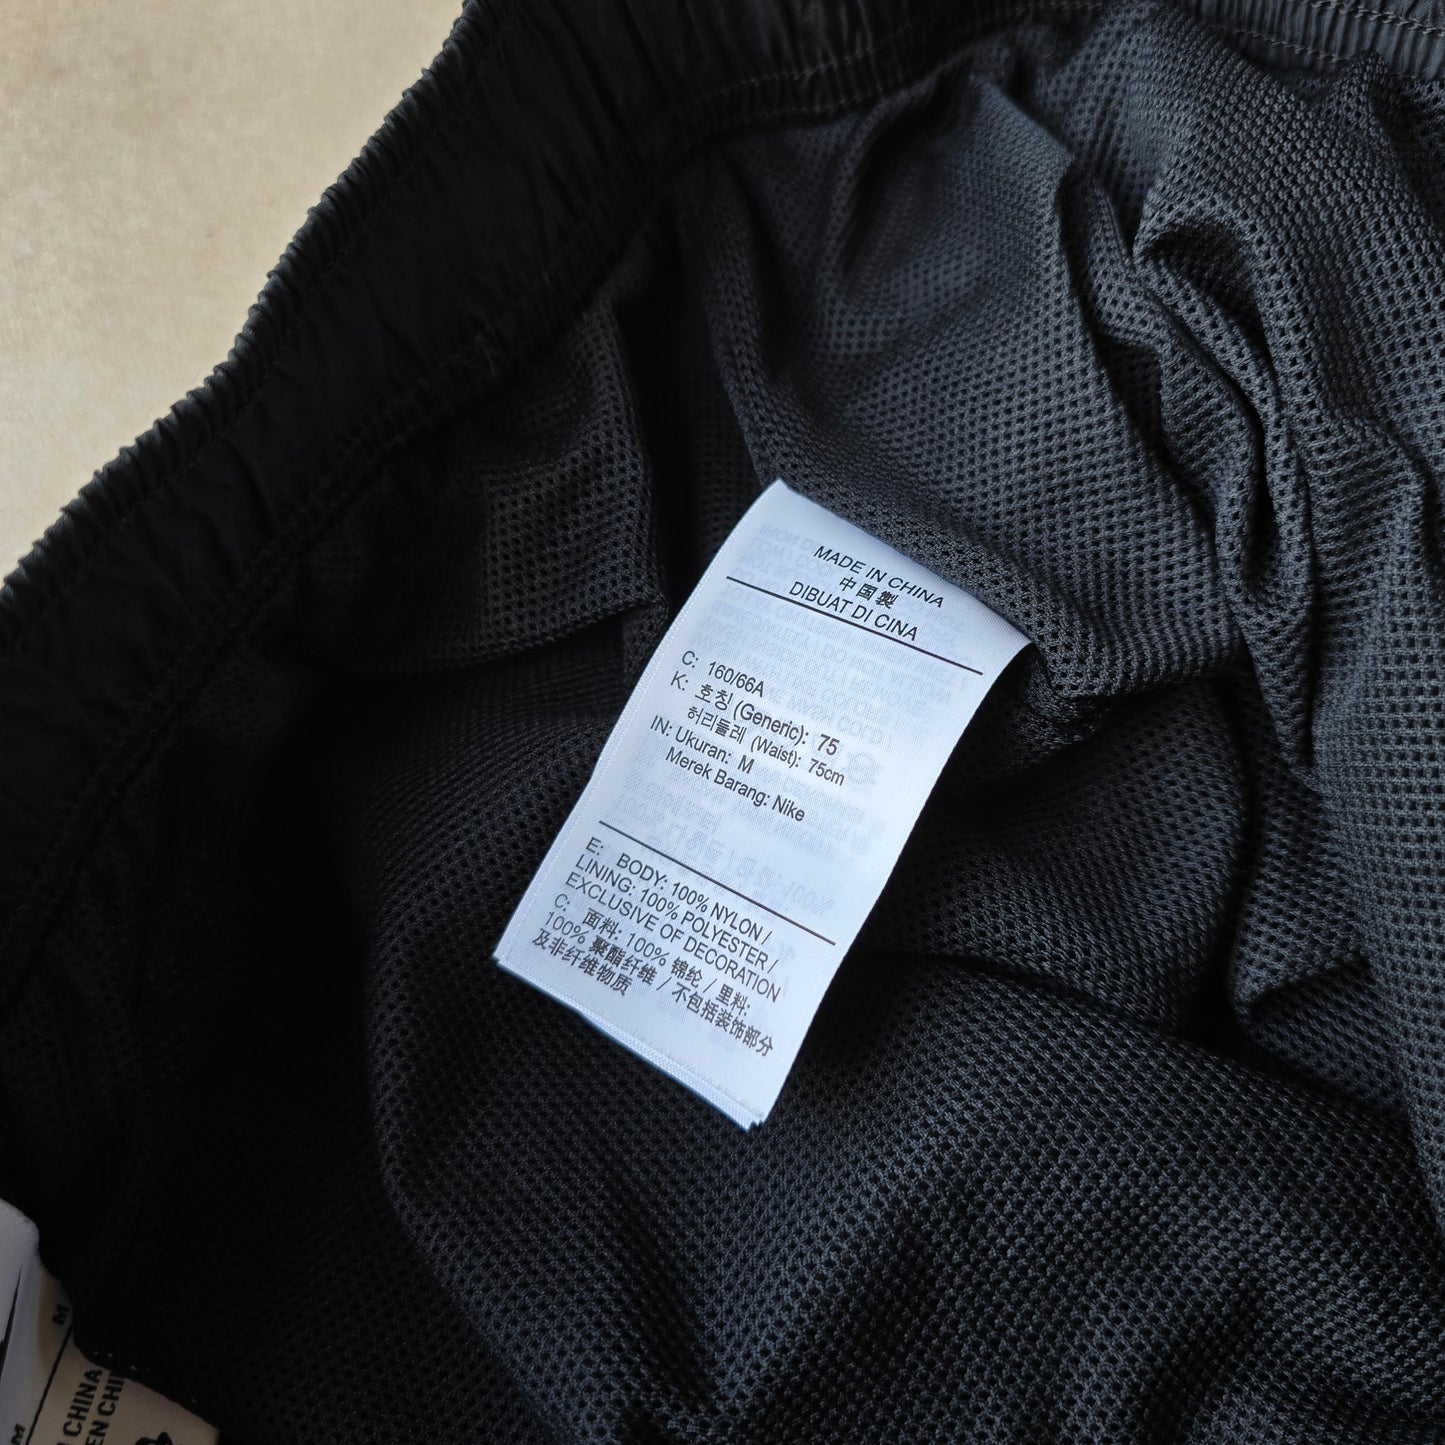 MADE IN CHINA
中国製
DIBUAT DI CINA
C: 160/66A
K: 호칭 (Generic): 75
허리둘레 (Waist): 75cm
IN: Ukuran: M
Merek Barang: Nike
E: BODY: 100% NYLON /
LINING: 100% POLYESTER /
EXCLUSIVE OF DECORATION
C: 面料: 100% 锦纶 / 里料:
100% 聚酯纤维 / 不包括装饰部分
及非纤维物质
M
M
CHINA
EN CHI